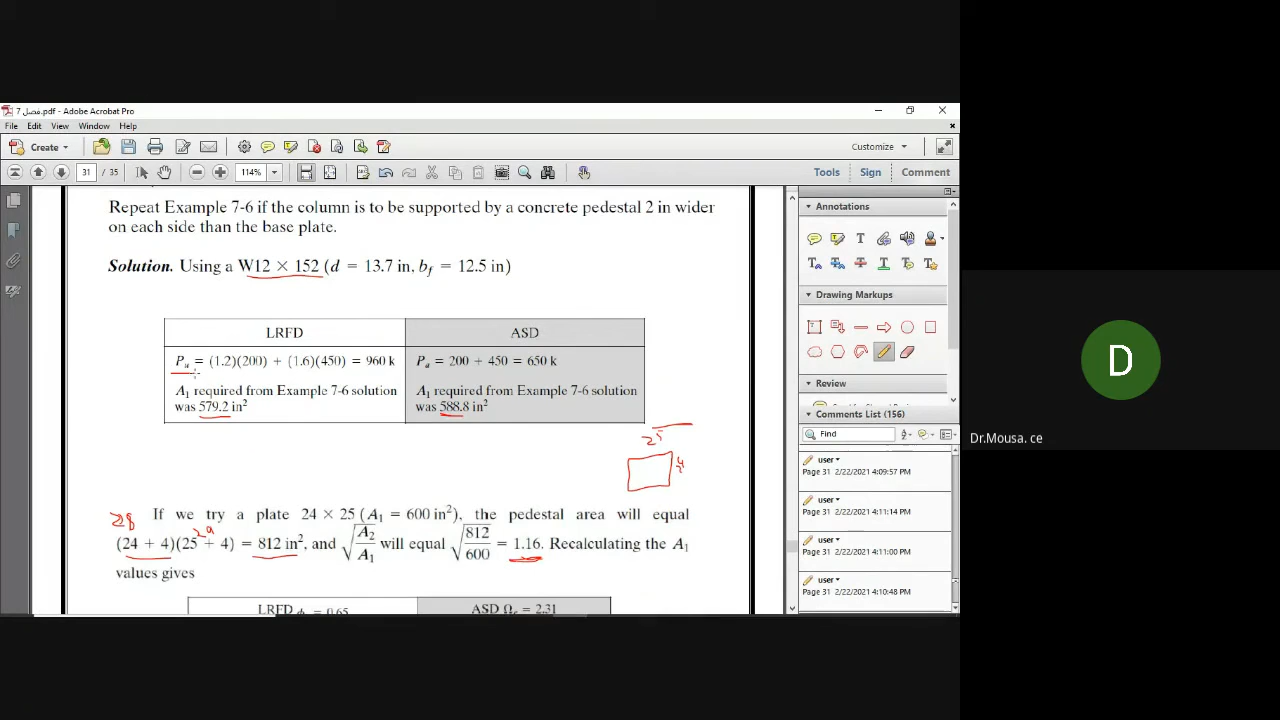 فصل 7.pdf - Adobe Acrobat Pro
File Edit View Window Help
Create Customize
31 / 35 114% Tools Sign Comment
Repeat Example 7-6 if the column is to be supported by a concrete pedestal 2 in wider
on each side than the base plate.
Solution. Using a W12 × 152 (d = 13.7 in, bf = 12.5 in)
LRFD ASD
Pu = (1.2)(200) + (1.6)(450) = 960 k Pa = 200 + 450 = 650 k
A1 required from Example 7-6 solution A1 required from Example 7-6 solution
was 579.2 in² was 588.8 in²
25
28 If we try a plate 24 × 25 (A1 = 600 in²), the pedestal area will equal
29
(24 + 4)(25 + 4) = 812 in², and √A2/A1 will equal √812/600 = 1.16. Recalculating the A1
values gives
LRFD = 0.65 ASD Ωc = 2.31
Annotations
T
T T T T
Drawing Markups
Review
Comments List (156)
Find
user
Page 31 2/22/2021 4:09:57 PM
user
Page 31 2/22/2021 4:11:14 PM
user
Page 31 2/22/2021 4:11:00 PM
user
Page 31 2/22/2021 4:10:48 PM
D
Dr.Mousa. ce